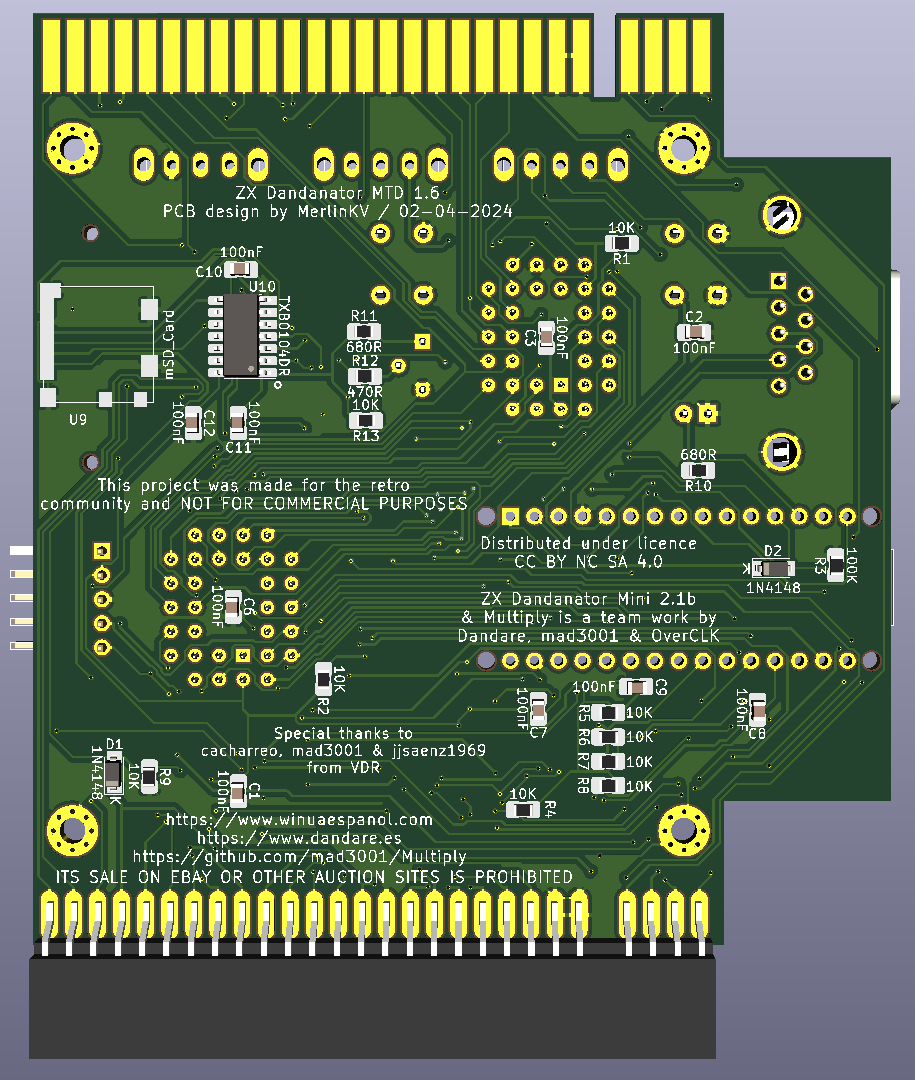 ZX Dandanator MTD 1.6
PCB design by MerlinKV / 02-04-2024
10K
R1
100nF
C10
U10
TXB0104DR
R11
680R
R12
470R
10K
R13
C3
100nF
C2
100nF
mSD_Card
U9
100nF
C12
C11
100nF
680R
R10
This project was made for the retro
community and NOT FOR COMMERCIAL PURPOSES
Distributed under licence
CC BY NC SA 4.0
D2
K
1N4148
R3
100K
ZX Dandanator Mini 2.1b
& Multiply is a team work by
Dandare, mad3001 & OverCLK
100nF
C6
10K
R2
100nF
C9
100nF
C7
R5
10K
R6
10K
R7
10K
R8
10K
100nF
C8
Special thanks to
cacharreo, mad3001 & jjsaenz1969
from VDR
D1
1N4148
K
10K
R9
100nF
C1
10K
R4
https://www.winuaespanol.com
https://www.dandare.es
https://github.com/mad3001/Multiply
ITS SALE ON EBAY OR OTHER AUCTION SITES IS PROHIBITED